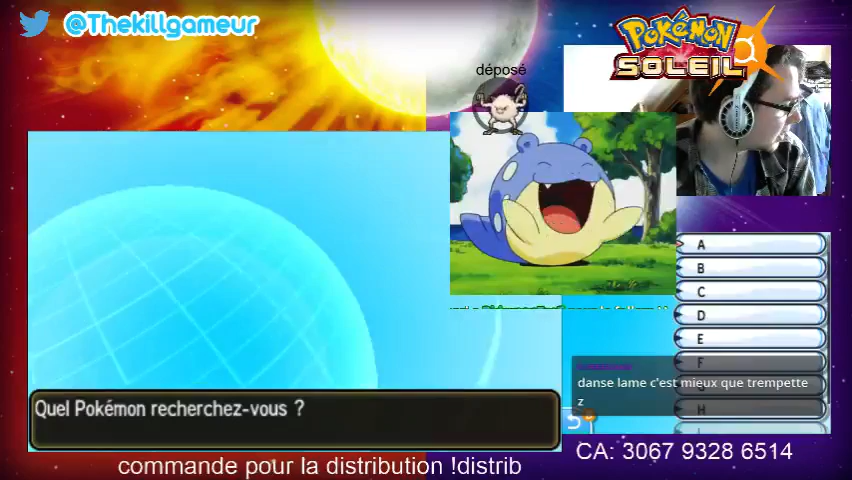 @Thekillgameur
POKéMON
SOLEIL
déposé
A
B
C
D
E
F
H
danse lame c'est mieux que trempette
z
Quel Pokémon recherchez-vous ?
CA: 3067 9328 6514
commande pour la distribution !distrib